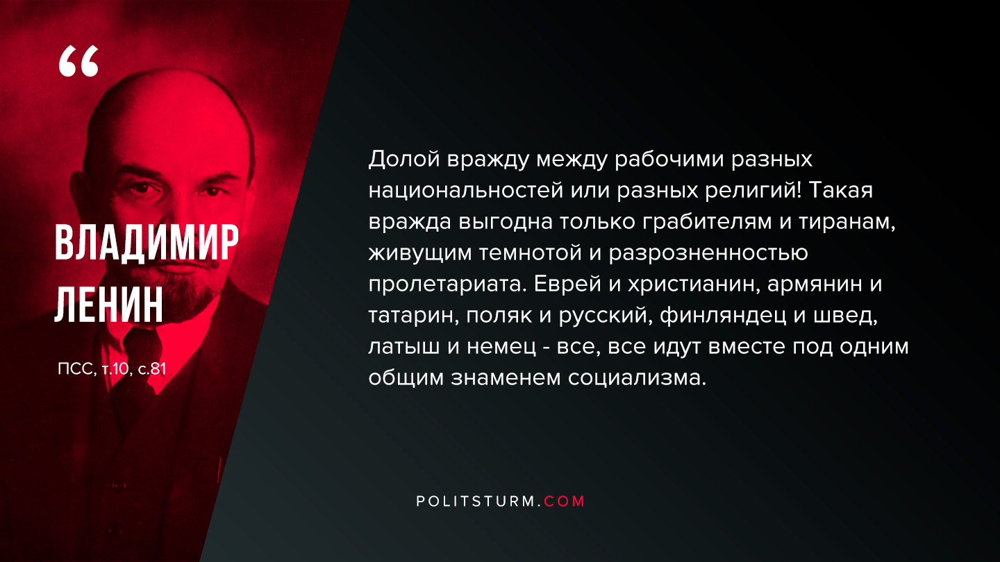 “
ВЛАДИМИР
ЛЕНИН
ПСС, т.10, с.81
Долой вражду между рабочими разных
национальностей или разных религий! Такая
вражда выгодна только грабителям и тиранам,
живущим темнотой и разрозненностью
пролетариата. Еврей и христианин, армянин и
татарин, поляк и русский, финляндец и швед,
латыш и немец - все, все идут вместе под одним
общим знаменем социализма.
POLITSTURM.COM